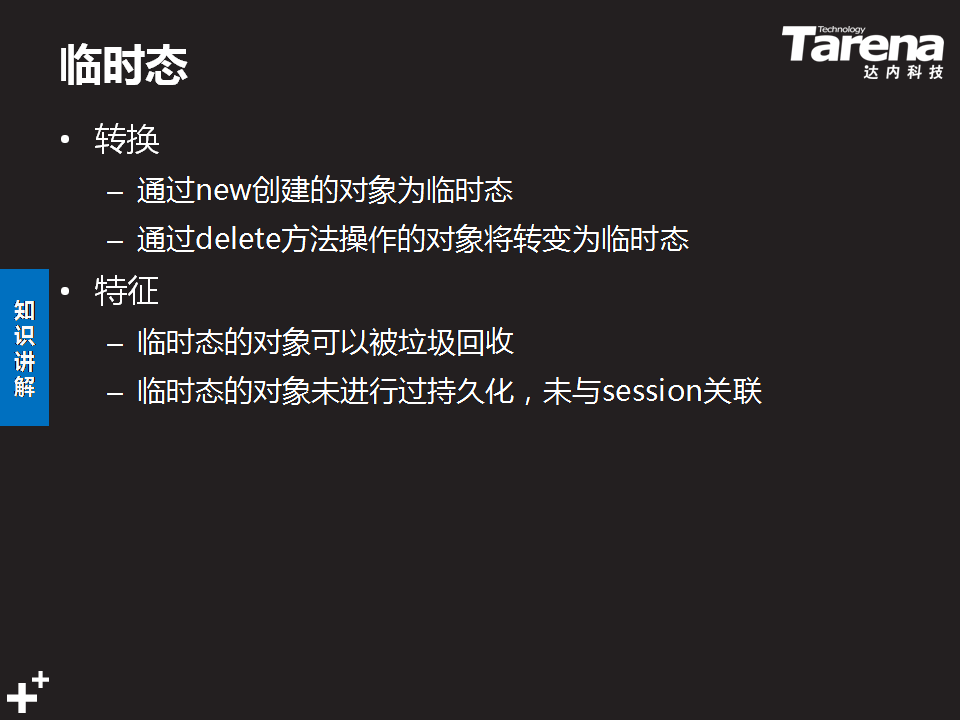 临时态
Technology
Tarena
达内科技
• 转换
– 通过new创建的对象为临时态
– 通过delete方法操作的对象将转变为临时态
• 特征
– 临时态的对象可以被垃圾回收
– 临时态的对象未进行过持久化，未与session关联
知识讲解